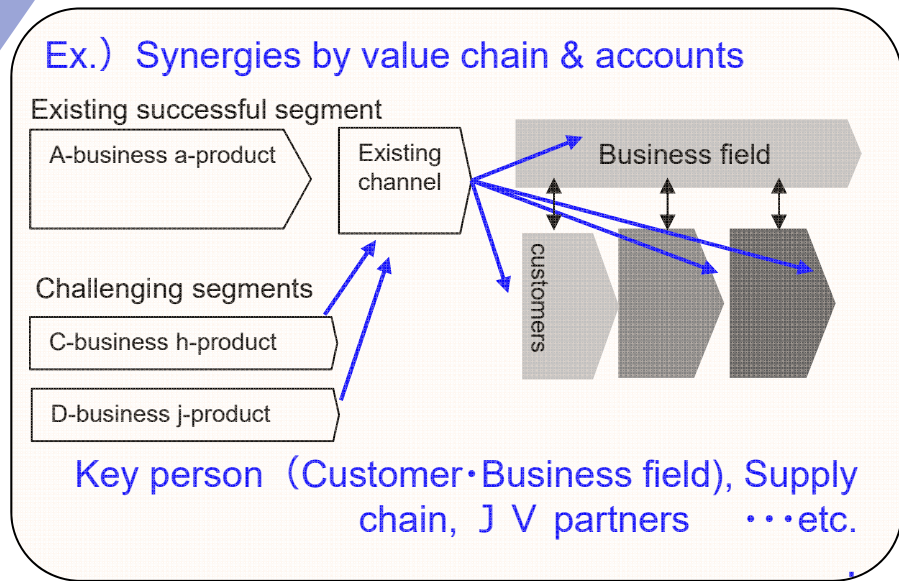 Ex.）Synergies by value chain & accounts
Existing successful segment
A-business a-product
Existing
channel
Business field
customers
Challenging segments
C-business h-product
D-business j-product
Key person（Customer･Business field), Supply
chain, ＪＶ partners　･･･etc.
.